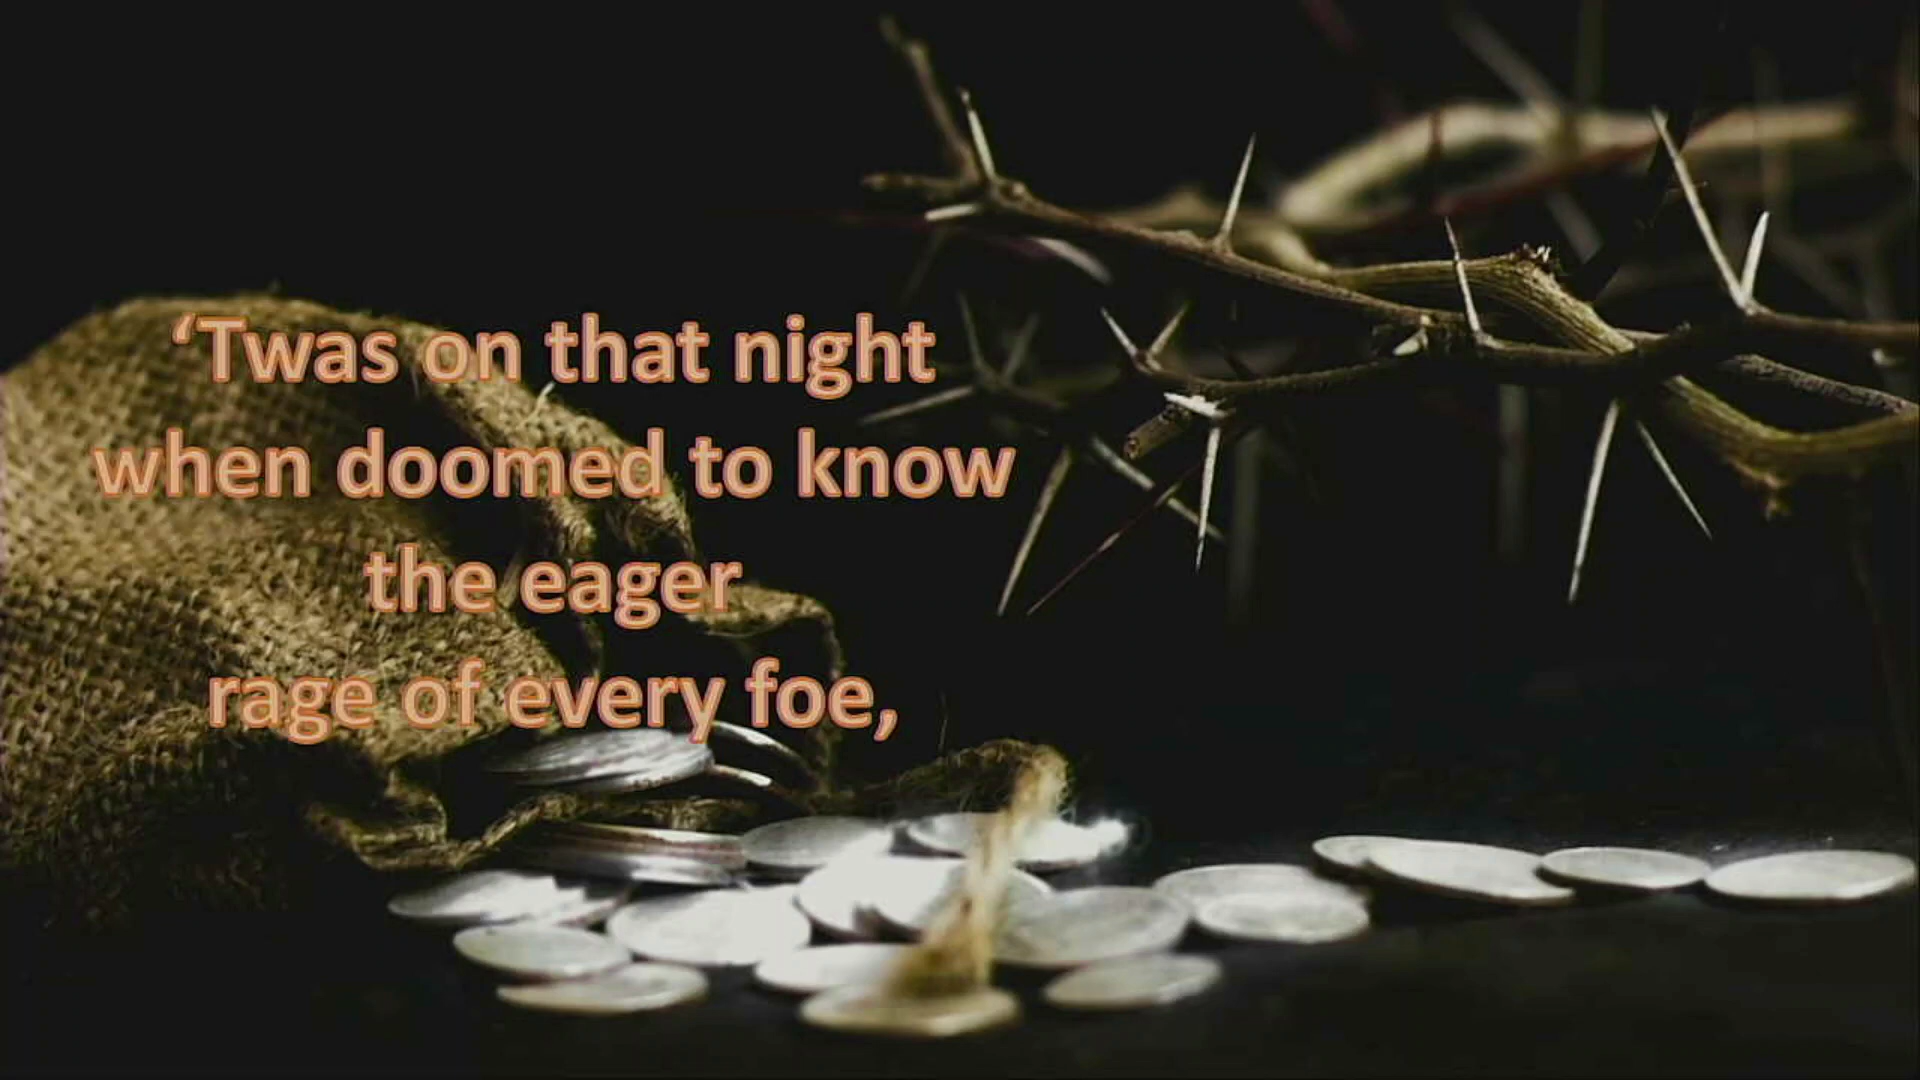 ‘Twas on that night
when doomed to know
the eager
rage of every foe,